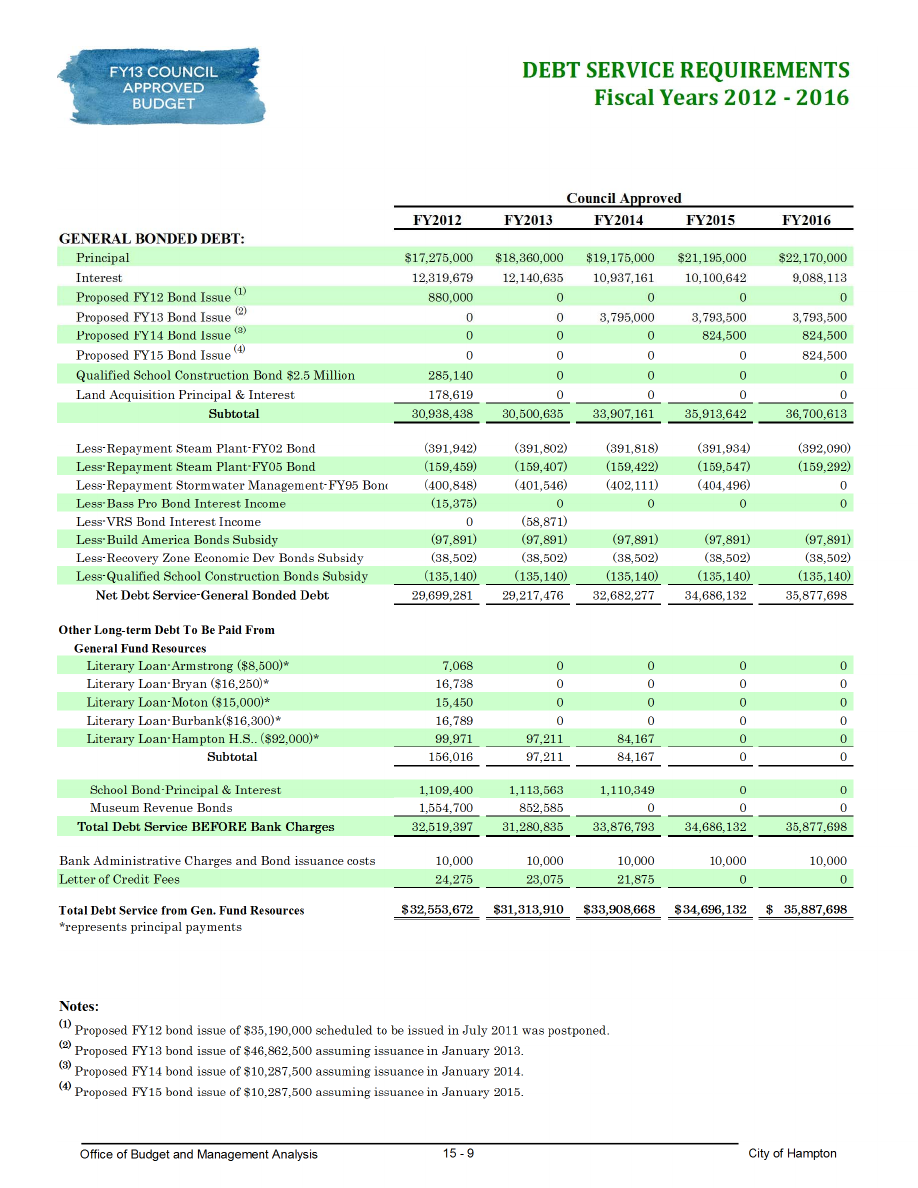 FY13 COUNCIL
APPROVED
BUDGET
DEBT SERVICE REQUIREMENTS
Fiscal Years 2012 - 2016
Council Approved
FY2012 FY2013 FY2014 FY2015 FY2016
GENERAL BONDED DEBT:
Principal $17,275,000 $18,360,000 $19,175,000 $21,195,000 $22,170,000
Interest 12,319,679 12,140,635 10,937,161 10,100,642 9,088,113
Proposed FY12 Bond Issue (1) 880,000 0 0 0 0
Proposed FY13 Bond Issue (2) 0 0 3,795,000 3,793,500 3,793,500
Proposed FY14 Bond Issue (3) 0 0 0 824,500 824,500
Proposed FY15 Bond Issue (4) 0 0 0 0 824,500
Qualified School Construction Bond $2.5 Million 285,140 0 0 0 0
Land Acquisition Principal & Interest 178,619 0 0 0 0
Subtotal 30,938,438 30,500,635 33,907,161 35,913,642 36,700,613
Less-Repayment Steam Plant-FY02 Bond (391,942) (391,802) (391,818) (391,934) (392,090)
Less-Repayment Steam Plant-FY05 Bond (159,459) (159,407) (159,422) (159,547) (159,292)
Less-Repayment Stormwater Management-FY95 Bond (400,848) (401,546) (402,111) (404,496) 0
Less-Bass Pro Bond Interest Income (15,375) 0 0 0 0
Less-VRS Bond Interest Income 0 (58,871)
Less-Build America Bonds Subsidy (97,891) (97,891) (97,891) (97,891) (97,891)
Less-Recovery Zone Economic Dev Bonds Subsidy (38,502) (38,502) (38,502) (38,502) (38,502)
Less-Qualified School Construction Bonds Subsidy (135,140) (135,140) (135,140) (135,140) (135,140)
Net Debt Service-General Bonded Debt 29,699,281 29,217,476 32,682,277 34,686,132 35,877,698
Other Long-term Debt To Be Paid From
General Fund Resources
Literary Loan-Armstrong ($8,500)* 7,068 0 0 0 0
Literary Loan-Bryan ($16,250)* 16,738 0 0 0 0
Literary Loan-Moton ($15,000)* 15,450 0 0 0 0
Literary Loan-Burbank($16,300)* 16,789 0 0 0 0
Literary Loan-Hampton H.S.. ($92,000)* 99,971 97,211 84,167 0 0
Subtotal 156,016 97,211 84,167 0 0
School Bond-Principal & Interest 1,109,400 1,113,563 1,110,349 0 0
Museum Revenue Bonds 1,554,700 852,585 0 0 0
Total Debt Service BEFORE Bank Charges 32,519,397 31,280,835 33,876,793 34,686,132 35,877,698
Bank Administrative Charges and Bond issuance costs 10,000 10,000 10,000 10,000 10,000
Letter of Credit Fees 24,275 23,075 21,875 0 0
Total Debt Service from Gen. Fund Resources $32,553,672 $31,313,910 $33,908,668 $34,696,132 $ 35,887,698
*represents principal payments
Notes:
(1) Proposed FY12 bond issue of $35,190,000 scheduled to be issued in July 2011 was postponed.
(2) Proposed FY13 bond issue of $46,862,500 assuming issuance in January 2013.
(3) Proposed FY14 bond issue of $10,287,500 assuming issuance in January 2014.
(4) Proposed FY15 bond issue of $10,287,500 assuming issuance in January 2015.
Office of Budget and Management Analysis 15 - 9 City of Hampton